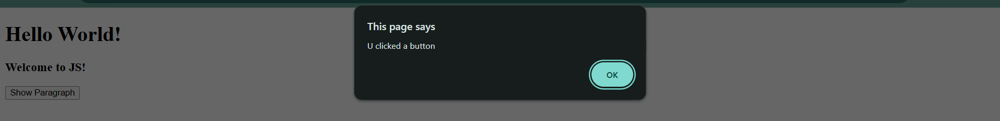 Hello World!
Welcome to JS!
Show Paragraph
This page says
U clicked a button
OK